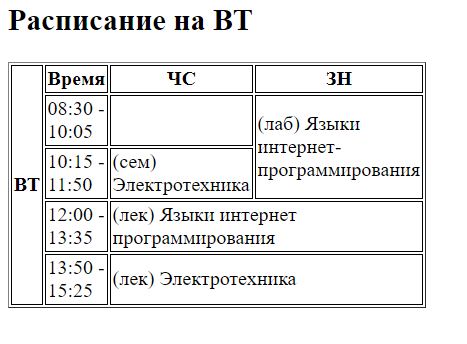 Расписание на ВТ
Время ЧС ЗН
08:30 -
10:05
(лаб) Языки
интернет-
программирования
ВТ
10:15 -
11:50
(сем)
Электротехника
12:00 -
13:35
(лек) Языки интернет
программирования
13:50 -
15:25
(лек) Электротехника